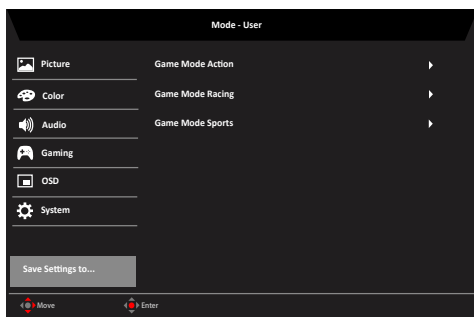 Mode - User
Picture
Game Mode Action
Color
Game Mode Racing
Audio
Game Mode Sports
Gaming
OSD
System
Save Settings to...
Move
Enter